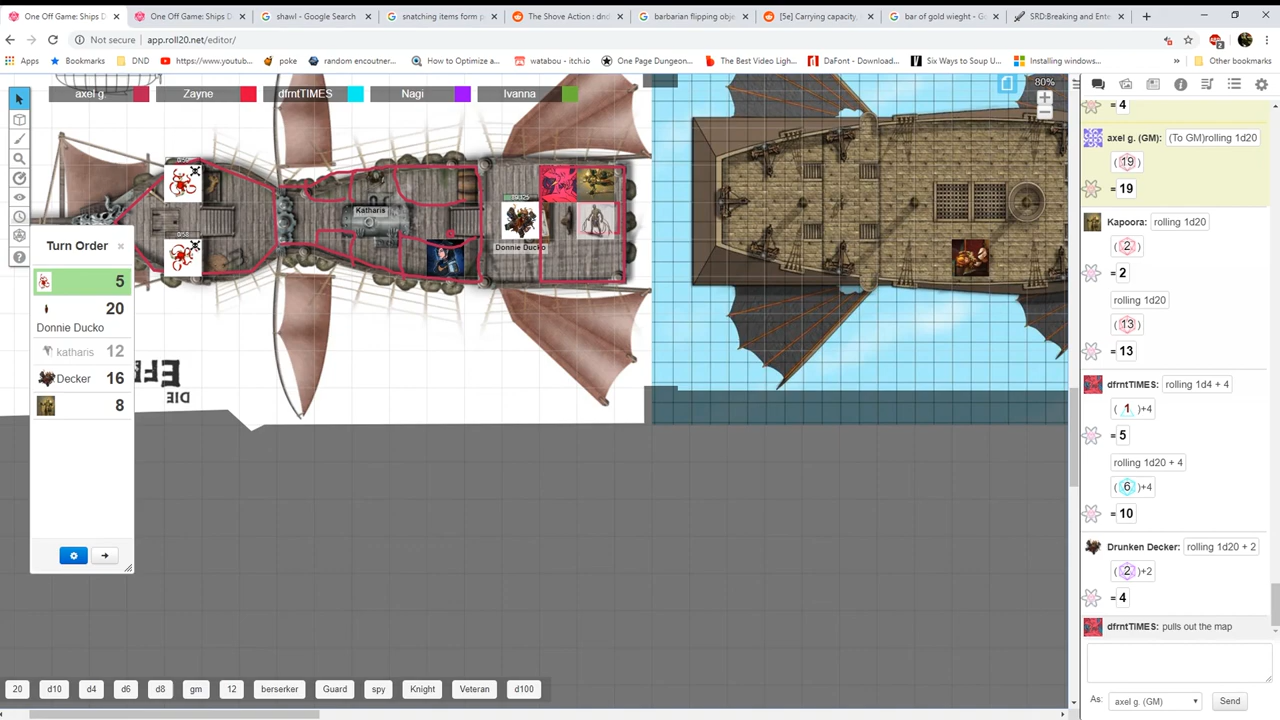 One Off Game: Ships D
One Off Game: Ships D
shawl - Google Search
snatching items form p
The Shove Action : dnd
barbarian flipping obje
[5e] Carrying capacity,
bar of gold wieght - Go
SRD:Breaking and Ente
Not secure | app.roll20.net/editor/
Apps
Bookmarks
DND
https://www.youtub...
poke
random encoutner...
How to Optimize a...
watabou - itch.io
One Page Dungeon...
The Best Video Ligh...
DaFont - Downloa...
Six Ways to Soup U...
Installing windows...
»
Other bookmarks
axel g
Zayne
dfrntTIMES
Nagi
Ivanna
80%
Katharis
Donnie Ducko
Turn Order
5
20
Donnie Ducko
katharis 12
Decker 16
8
DIE
= 4
axel g. (GM): (To GM)rolling 1d20
(19)
= 19
Kapoora: rolling 1d20
(2)
= 2
rolling 1d20
(13)
= 13
dfrntTIMES: rolling 1d4 + 4
(1)+4
= 5
rolling 1d20 + 4
(6)+4
= 10
Drunken Decker: rolling 1d20 + 2
(2)+2
= 4
dfrntTIMES: pulls out the map
As: axel g. (GM)
Send
20
d10
d4
d6
d8
gm
12
berserker
Guard
spy
Knight
Veteran
d100